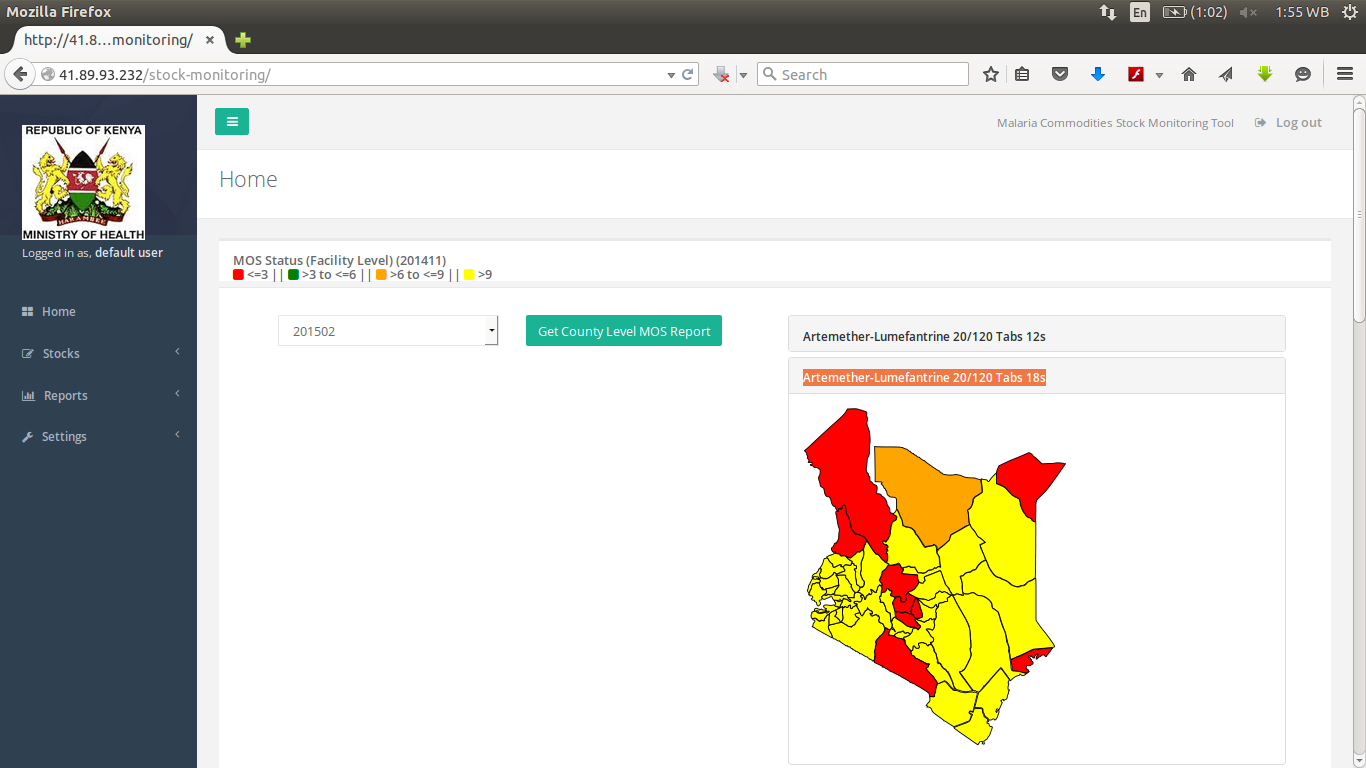 Mozilla Firefox
En
(1:02)
1:55 WB
http://41.8...monitoring/
41.89.93.232/stock-monitoring/
Search
REPUBLIC OF KENYA
HARAMBEE
MINISTRY OF HEALTH
Logged in as, default user
Home
Stocks
Reports
Settings
Malaria Commodities Stock Monitoring Tool
Log out
Home
MOS Status (Facility Level) (201411)
<=3 || >3 to <=6 || >6 to <=9 || >9
201502
Get County Level MOS Report
Artemether-Lumefantrine 20/120 Tabs 12s
Artemether-Lumefantrine 20/120 Tabs 18s